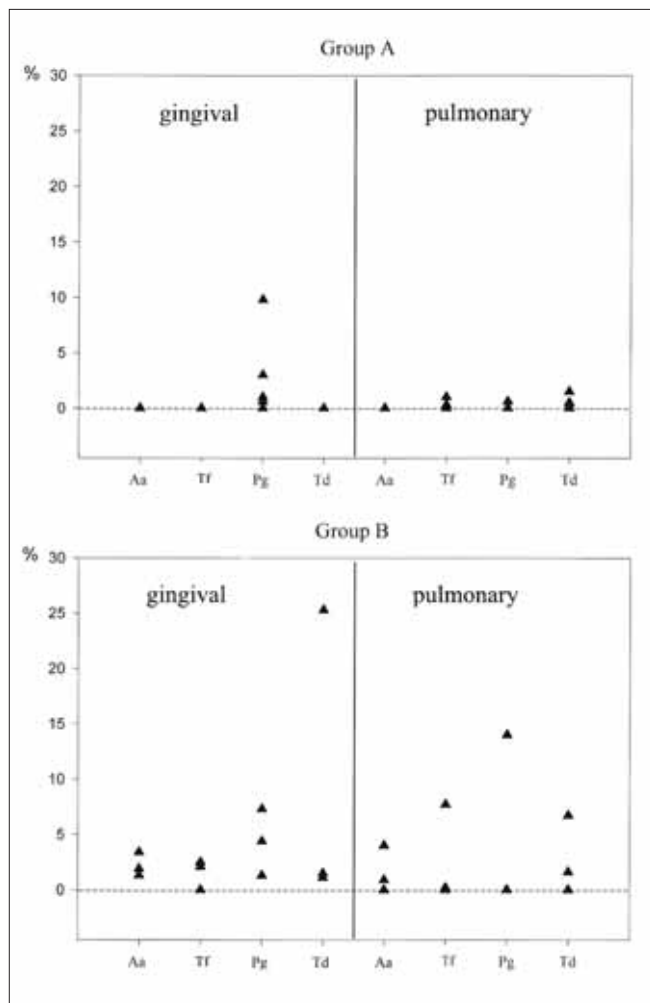 Group A
%
30
gingival
pulmonary
25
20
15
10
5
0
Aa Tf Pg Td Aa Tf Pg Td
Group B
%
30
gingival
pulmonary
25
20
15
10
5
0
Aa Tf Pg Td Aa Tf Pg Td